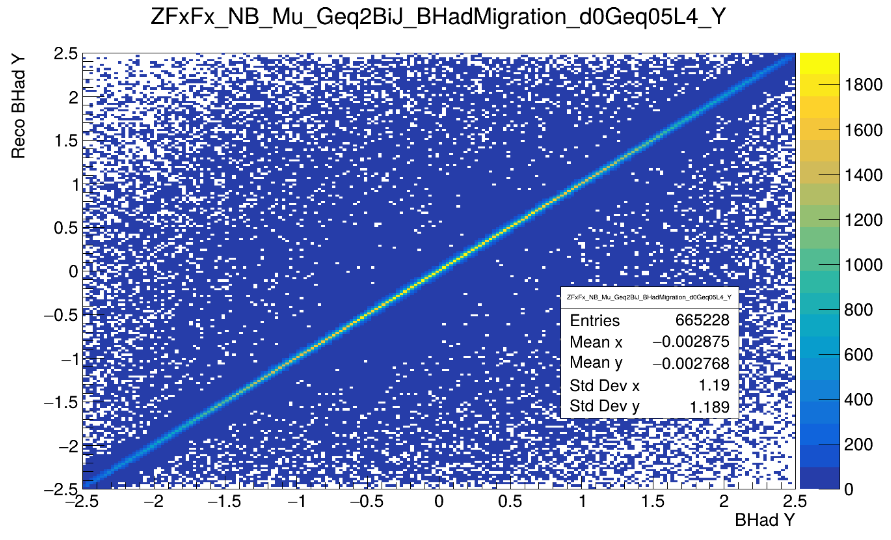 ZFxFx_NB_Mu_Geq2BiJ_BHadMigration_d0Geq05L4_Y
Reco BHad Y
2.5
2
1.5
1
0.5
0
−0.5
−1
−1.5
−2
−2.5
−2.5 −2 −1.5 −1 −0.5 0 0.5 1 1.5 2 2.5
BHad Y
1800
1600
1400
1200
1000
800
600
400
200
0
ZFxFx_NB_Mu_Geq2BiJ_BHadMigration_d0Geq05L4_Y
Entries 665228
Mean x −0.002875
Mean y −0.002768
Std Dev x 1.19
Std Dev y 1.189